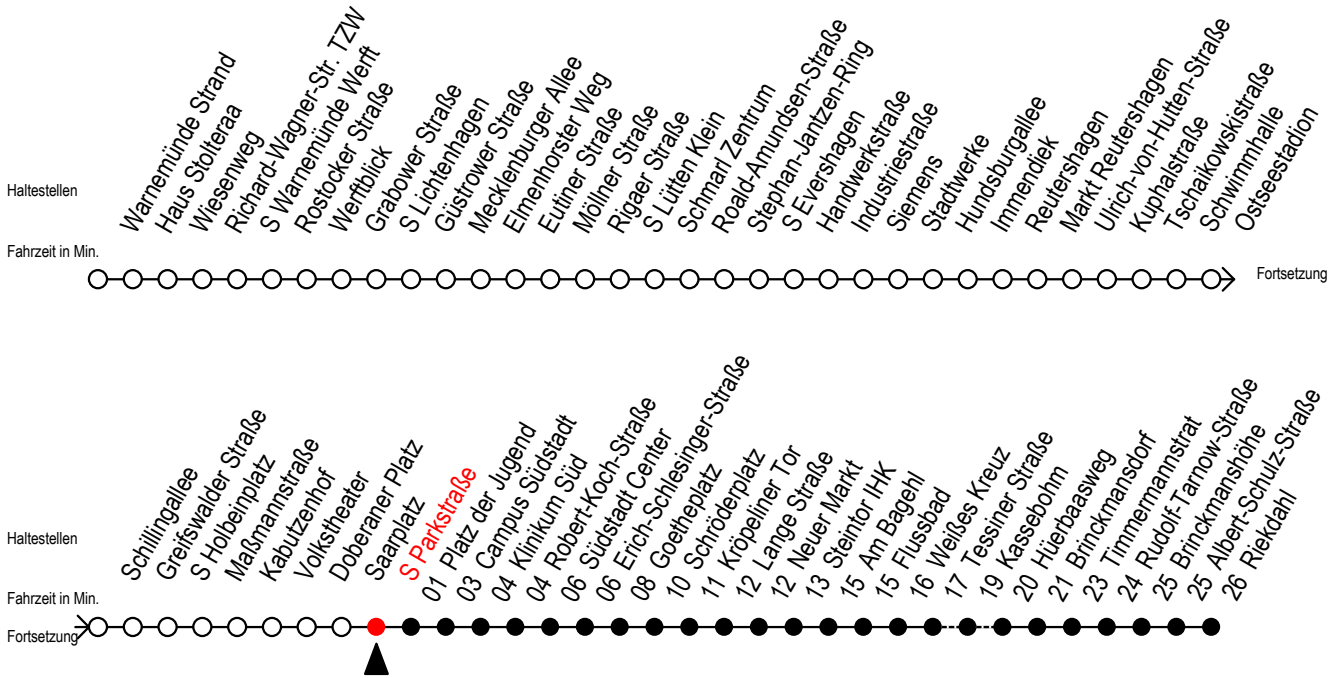 Haltestellen
Warnemünde Strand
Haus Stolteraa
Wiesenweg
Richard-Wagner-Str. TZW
S Warnemünde Werft
Rostocker Straße
Werftblick
Grabower Straße
S Lichtenhagen
Güstrower Straße
Mecklenburger Allee
Elmenhorster Weg
Eutiner Straße
Möllner Straße
Rigaer Straße
S Lütten Klein
Schmarl Zentrum
Roald-Amundsen-Straße
Stephan-Jantzen-Ring
S Evershagen
Handwerkstraße
Industriestraße
Siemens
Stadtwerke
Hundsburgallee
Immendiek
Reutershagen
Markt Reutershagen
Ulrich-von-Hutten-Straße
Kuphalstraße
Tschaikowskistraße
Schwimmhalle
Ostseestadion
Fahrzeit in Min.
Fortsetzung
Haltestellen
Schillingallee
Greifswalder Straße
S Holbeinplatz
Maßmannstraße
Kabutzenhof
Volkstheater
Doberaner Platz
Saarplatz
S Parkstraße
01 Platz der Jugend
03 Campus Südstadt
04 Klinikum Süd
04 Robert-Koch-Straße
06 Südstadt Center
06 Erich-Schlesinger-Straße
08 Goetheplatz
10 Schröderplatz
11 Kröpeliner Tor
12 Lange Straße
12 Neuer Markt
13 Steintor IHK
15 Am Bagehl
15 Flussbad
16 Weißes Kreuz
17 Tessiner Straße
19 Kassebohm
20 Hüerbaasweg
21 Brinckmansdorf
23 Timmermannstrat
24 Rudolf-Tarnow-Straße
25 Brinckmanshöhe
25 Albert-Schulz-Straße
26 Riekdahl
Fahrzeit in Min.
Fortsetzung